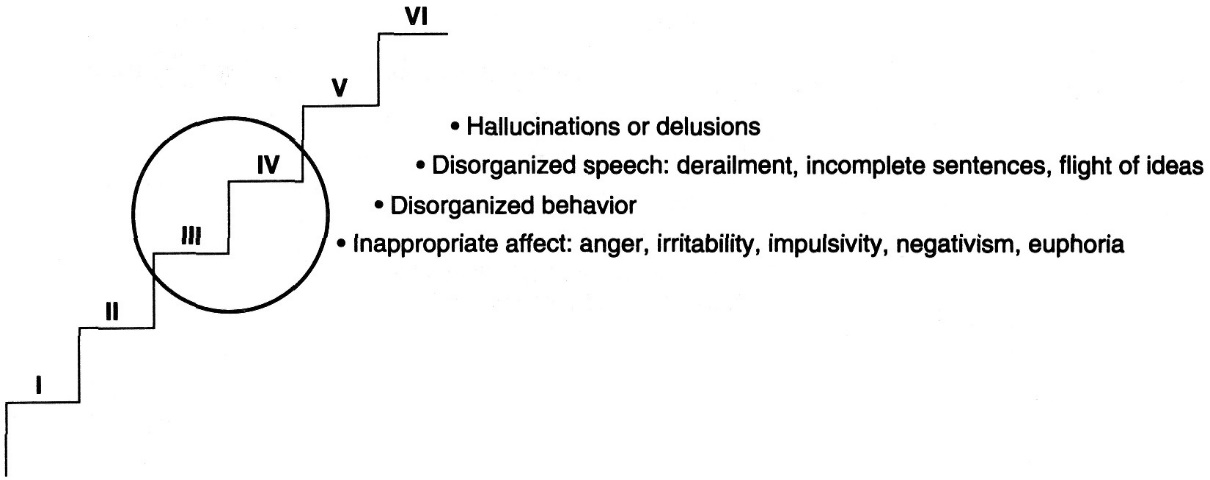 VI
V
• Hallucinations or delusions
IV
• Disorganized speech: derailment, incomplete sentences, flight of ideas
• Disorganized behavior
III
• Inappropriate affect: anger, irritability, impulsivity, negativism, euphoria
II
I